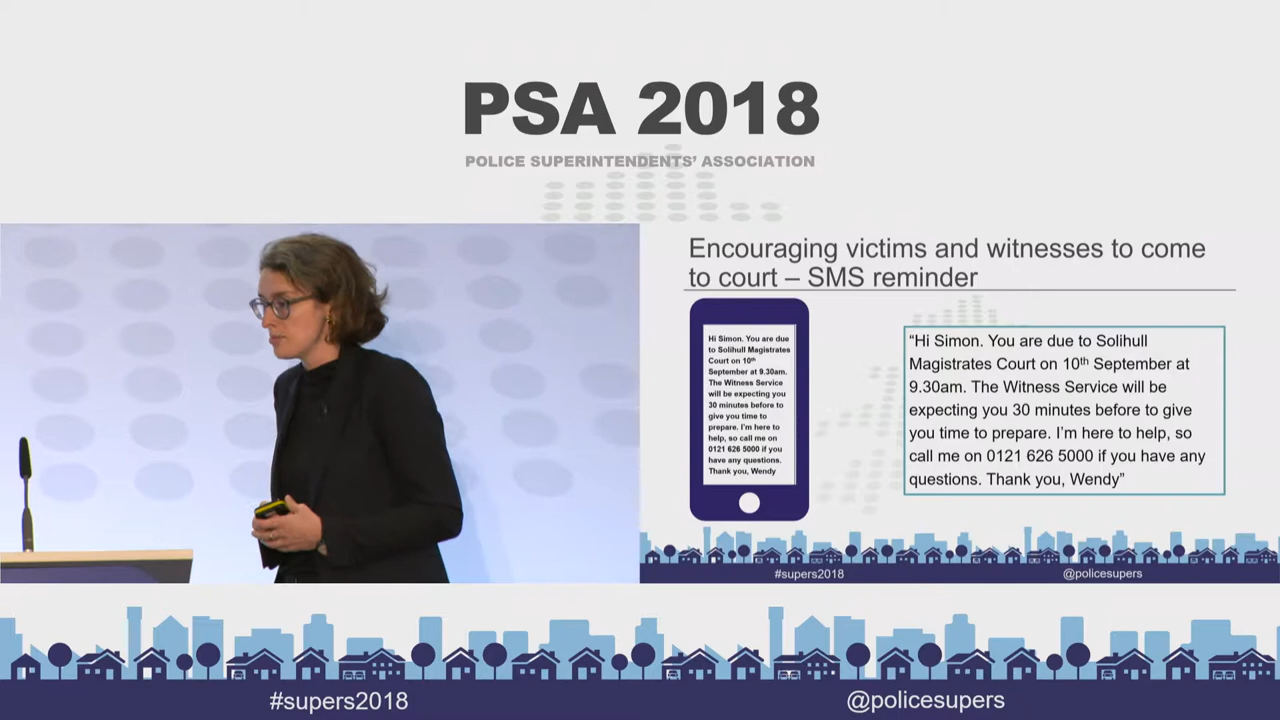 PSA 2018
POLICE SUPERINTENDENTS’ ASSOCIATION
Encouraging victims and witnesses to come
to court – SMS reminder
Hi Simon. You are due
to Solihull Magistrates
Court on 10th
September at 9.30am.
The Witness Service
will be expecting you
30 minutes before to
give you time to
prepare. I’m here to
help, so call me on
0121 626 5000 if you
have any questions.
Thank you, Wendy
“Hi Simon. You are due to Solihull
Magistrates Court on 10th September at
9.30am. The Witness Service will be
expecting you 30 minutes before to give
you time to prepare. I’m here to help, so
call me on 0121 626 5000 if you have any
questions. Thank you, Wendy”
#supers2018
@policesupers
#supers2018
@policesupers